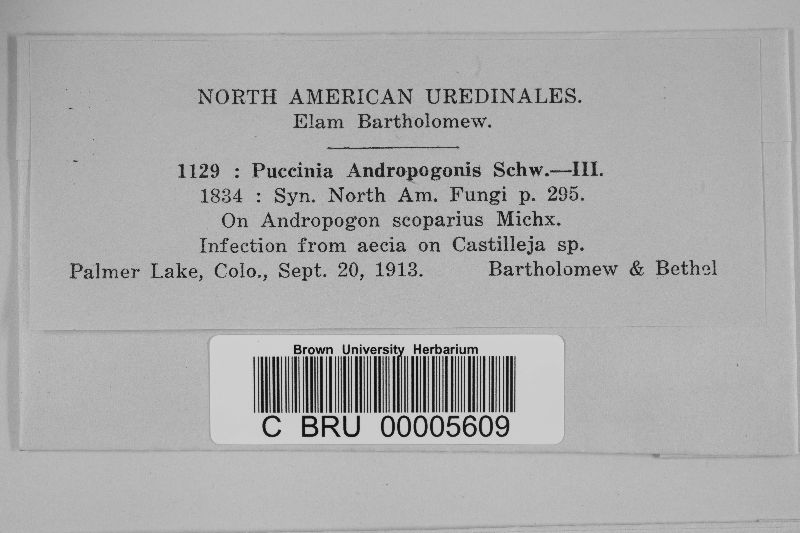 NORTH AMERICAN UREDINALES.
Elam Bartholomew.
1129 : Puccinia Andropogonis Schw.—III.
1834 : Syn. North Am. Fungi p. 295.
On Andropogon scoparius Michx.
Infection from aecia on Castilleja sp.
Palmer Lake, Colo., Sept. 20, 1913. Bartholomew & Bethel
Brown University Herbarium
C BRU 00005609